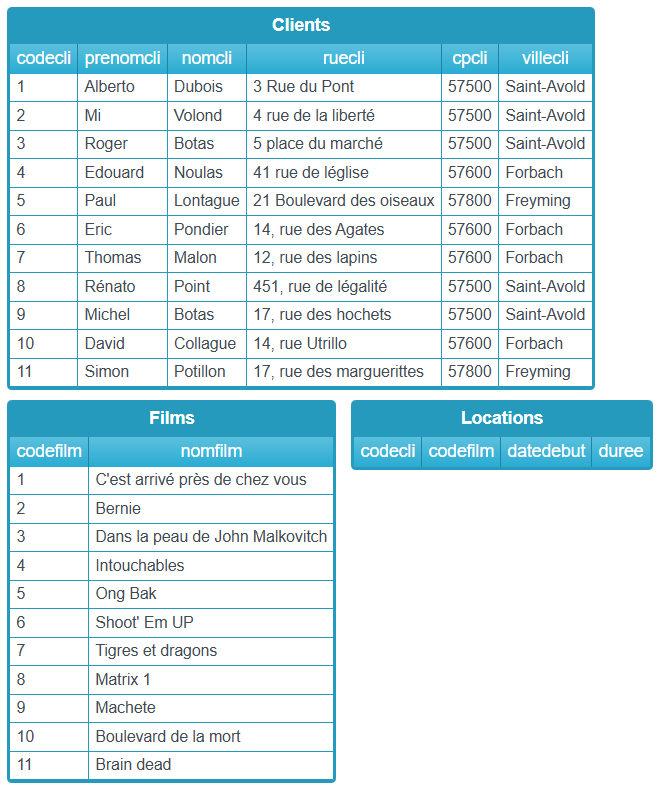 Clients
codecli prenomcli nomcli ruecli cpcli villecli
1 Alberto Dubois 3 Rue du Pont 57500 Saint-Avold
2 Mi Volond 4 rue de la liberté 57500 Saint-Avold
3 Roger Botas 5 place du marché 57500 Saint-Avold
4 Edouard Noulas 41 rue de léglise 57600 Forbach
5 Paul Lontague 21 Boulevard des oiseaux 57800 Freyming
6 Eric Pondier 14, rue des Agates 57600 Forbach
7 Thomas Malon 12, rue des lapins 57600 Forbach
8 Rénato Point 451, rue de légalité 57500 Saint-Avold
9 Michel Botas 17, rue des hochets 57500 Saint-Avold
10 David Collague 14, rue Utrillo 57600 Forbach
11 Simon Potillon 17, rue des marguerittes 57800 Freyming
Films
codefilm nomfilm
1 C'est arrivé près de chez vous
2 Bernie
3 Dans la peau de John Malkovitch
4 Intouchables
5 Ong Bak
6 Shoot' Em UP
7 Tigres et dragons
8 Matrix 1
9 Machete
10 Boulevard de la mort
11 Brain dead
Locations
codecli codefilm datedebut duree